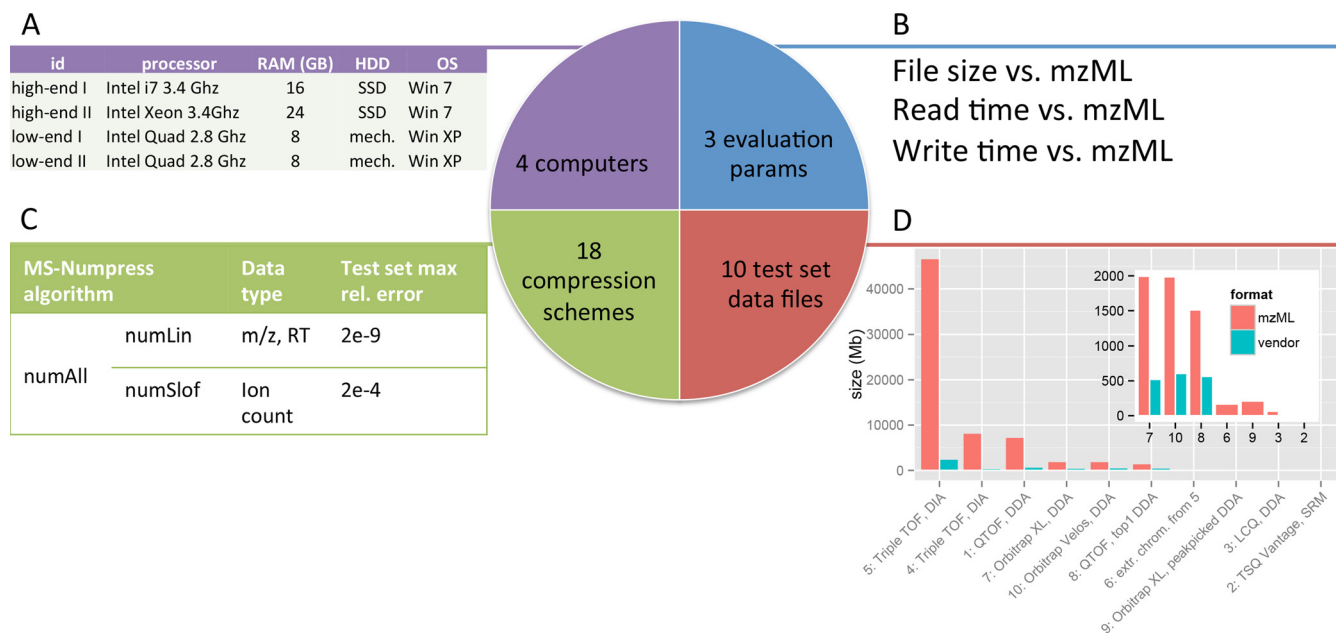 A
id processor RAM (GB) HDD OS
high-end I Intel i7 3.4 Ghz 16 SSD Win 7
high-end II Intel Xeon 3.4Ghz 24 SSD Win 7
low-end I Intel Quad 2.8 Ghz 8 mech. Win XP
low-end II Intel Quad 2.8 Ghz 8 mech. Win XP
4 computers
3 evaluation
params
18
compression
schemes
10 test set
data files
B
File size vs. mzML
Read time vs. mzML
Write time vs. mzML
C
MS-Numpress
algorithm
Data
type
Test set max
rel. error
numAll
numLin m/z, RT 2e-9
numSlof Ion
count
2e-4
D
size (Mb)
40000
30000
20000
10000
0
2000
1500
1000
500
0
7 10 8 6 9 3 2
format
mzML
vendor
5: Triple TOF, DIA
4: Triple TOF, DIA
1: QTOF, DDA
7: Orbitrap XL, DDA
10: Orbitrap Velos, DDA
8: QTOF, top1 DDA
6: extr. chrom. from 5
9: Orbitrap XL, peakpicked DDA
3: LCQ, DDA
2: TSQ Vantage, SRM